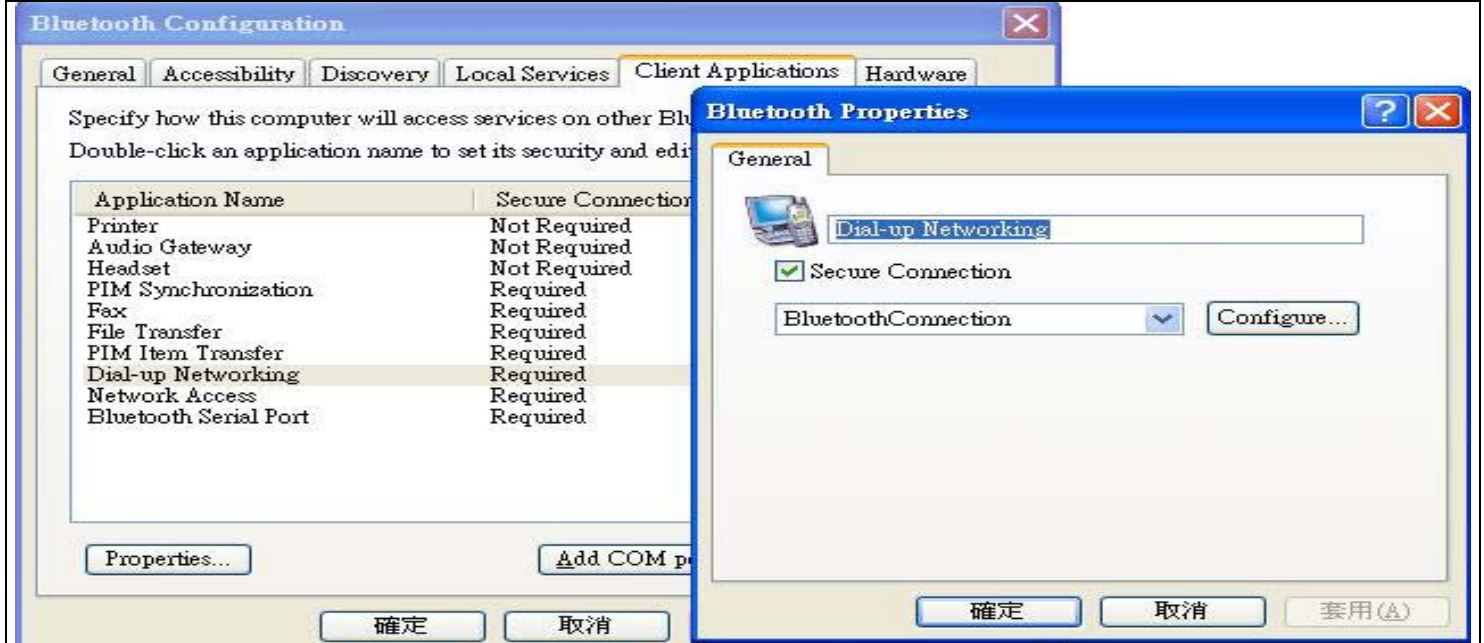 Bluetooth Configuration
General Accessibility Discovery Local Services Client Applications Hardware
Specify how this computer will access services on other Blu
Double-click an application name to set its security and edi
Application Name Secure Connection
Printer Not Required
Audio Gateway Not Required
Headset Not Required
PIM Synchronization Required
Fax Required
File Transfer Required
PIM Item Transfer Required
Dial-up Networking Required
Network Access Required
Bluetooth Serial Port Required
Properties... Add COM po
確定 取消
Bluetooth Properties
General
Dial-up Networking
Secure Connection
BluetoothConnection Configure...
確定 取消 套用(A)